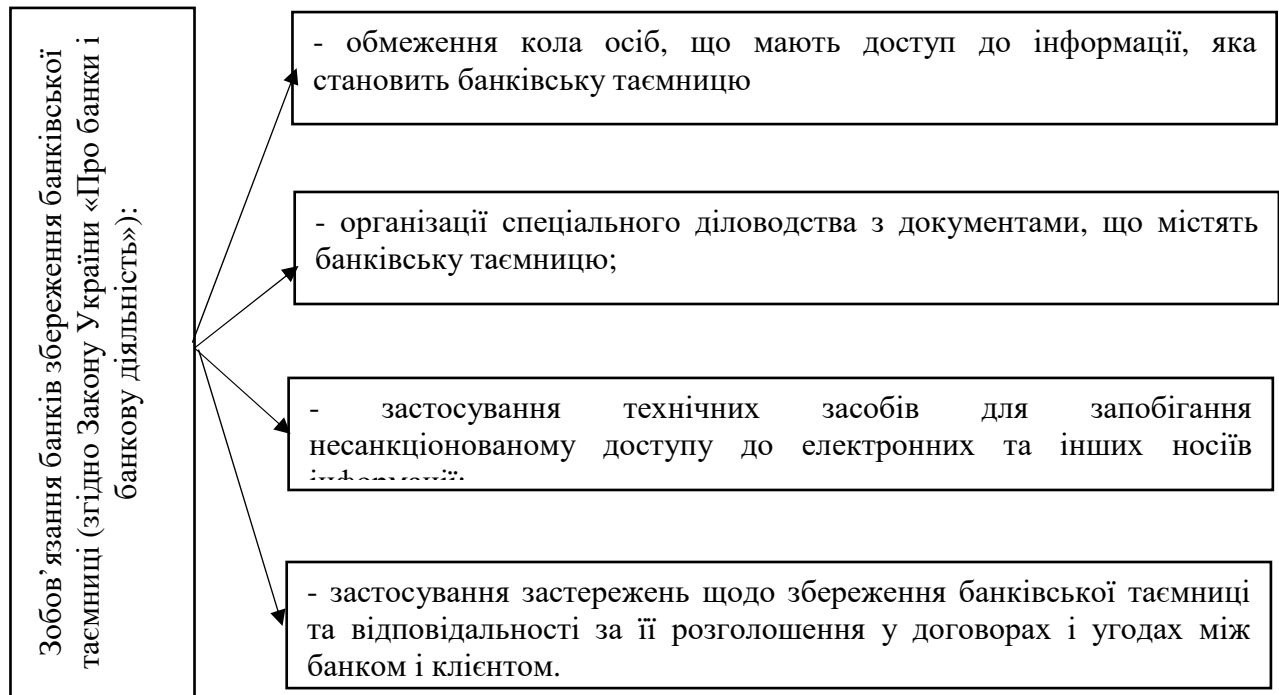 Зобов’язання банків збереження банківської
таємниці (згідно Закону України «Про банки і
банкову діяльність»):
- обмеження кола осіб, що мають доступ до інформації, яка
становить банківську таємницю
- організації спеціального діловодства з документами, що містять
банківську таємницю;
- застосування технічних засобів для запобігання
несанкціонованому доступу до електронних та інших носіїв
інформації;
- застосування застережень щодо збереження банківської таємниці
та відповідальності за її розголошення у договорах і угодах між
банком і клієнтом.